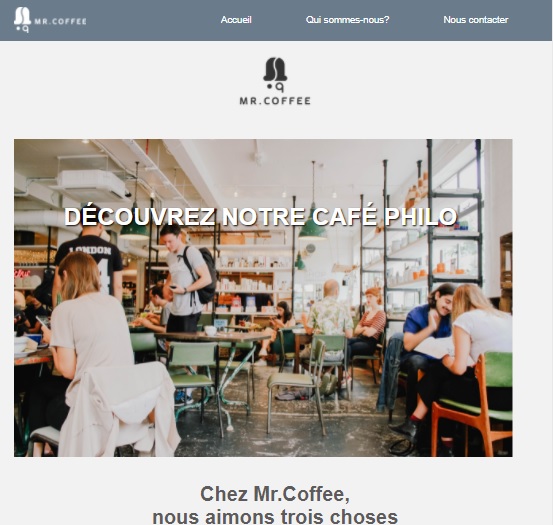 MR.COFFEE
Accueil
Qui sommes-nous?
Nous contacter
MR.COFFEE
DÉCOUVREZ NOTRE CAFÉ PHILO
LONDON
Chez Mr.Coffee,
nous aimons trois choses